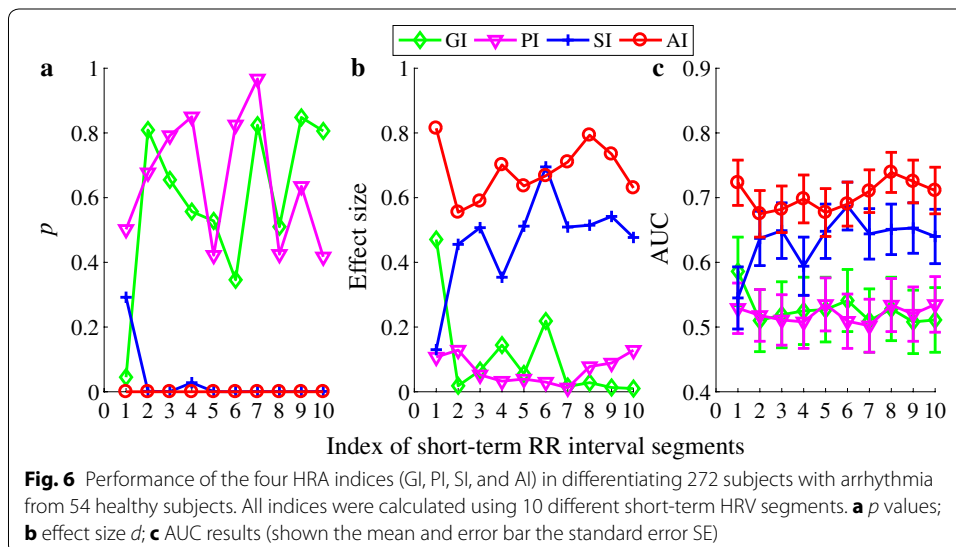 GI PI SI AI
a b c
1 1 0.9
0.8 0.8 0.8
0.6 0.6 0.7
p Effect size AUC
0.4 0.4 0.6
0.2 0.2 0.5
0 0 0.4
0 1 2 3 4 5 6 7 8 9 10 0 1 2 3 4 5 6 7 8 9 10 0 1 2 3 4 5 6 7 8 9 10
Index of short-term RR interval segments
Fig. 6 Performance of the four HRA indices (GI, PI, SI, and AI) in differentiating 272 subjects with arrhythmia
from 54 healthy subjects. All indices were calculated using 10 different short-term HRV segments. a p values;
b effect size d; c AUC results (shown the mean and error bar the standard error SE)